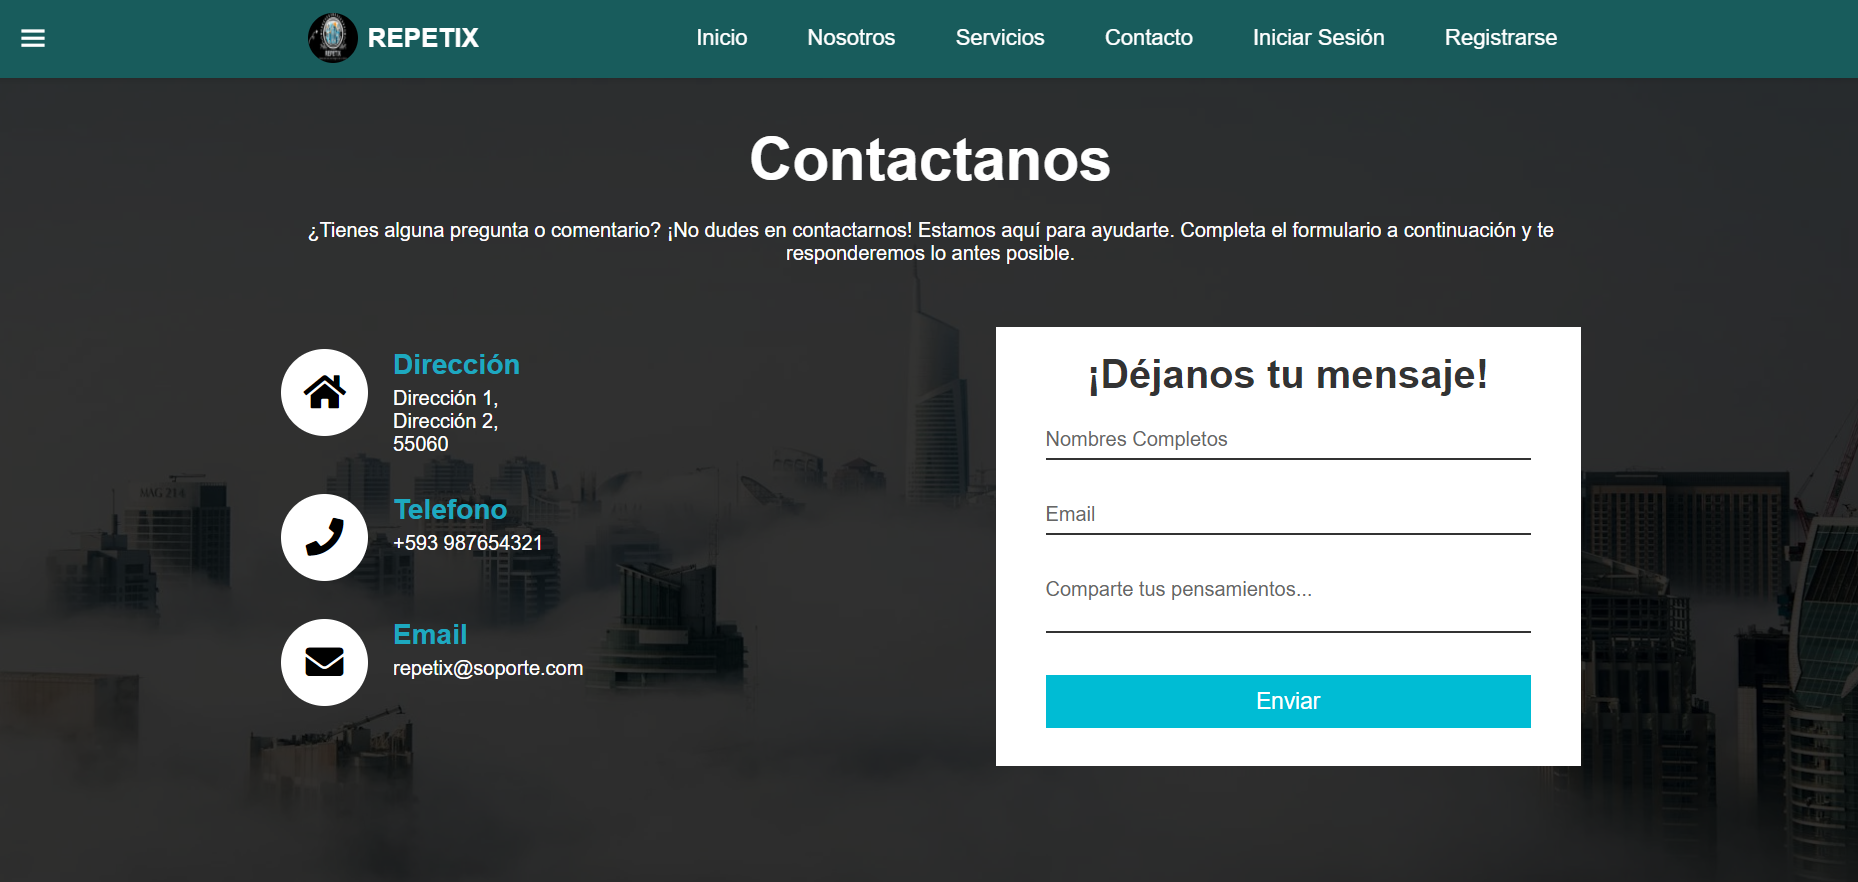 REPETIX
Inicio
Nosotros
Servicios
Contacto
Iniciar Sesión
Registrarse
Contactanos
¿Tienes alguna pregunta o comentario? ¡No dudes en contactarnos! Estamos aquí para ayudarte. Completa el formulario a continuación y te
responderemos lo antes posible.
Dirección
Dirección 1,
Dirección 2,
55060
Telefono
+593 987654321
Email
repetix@soporte.com
¡Déjanos tu mensaje!
Nombres Completos
Email
Comparte tus pensamientos...
Enviar
MAG 214